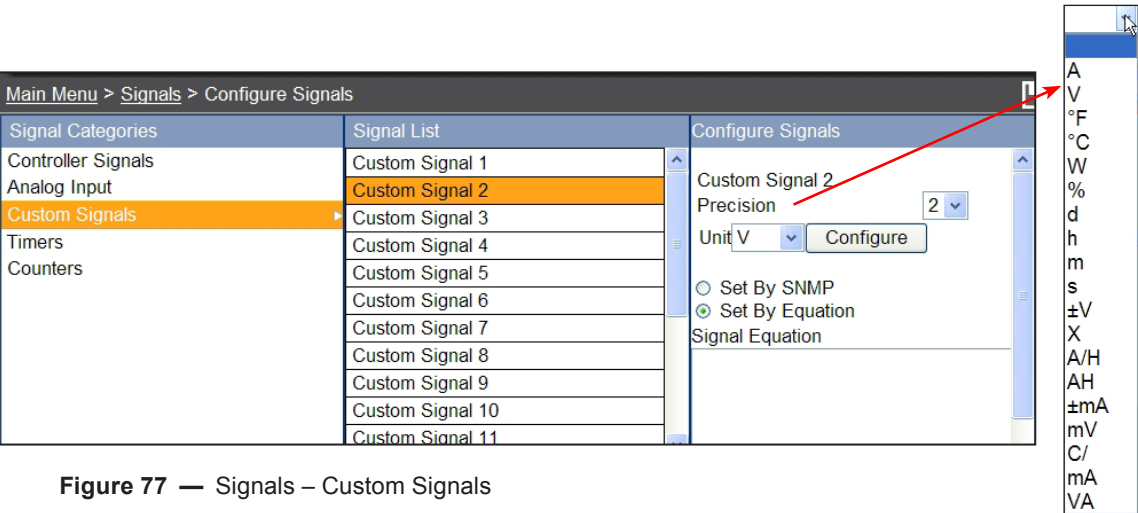 Main Menu > Signals > Configure Signals
Signal Categories
Controller Signals
Analog Input
Custom Signals
Timers
Counters
Signal List
Custom Signal 1
Custom Signal 2
Custom Signal 3
Custom Signal 4
Custom Signal 5
Custom Signal 6
Custom Signal 7
Custom Signal 8
Custom Signal 9
Custom Signal 10
Custom Signal 11
Configure Signals
Custom Signal 2
Precision 2
Unit V Configure
Set By SNMP
Set By Equation
Signal Equation
A
V
°F
°C
W
%
d
h
m
s
±V
X
A/H
AH
±mA
mV
C/
mA
VA
Figure 77 — Signals – Custom Signals